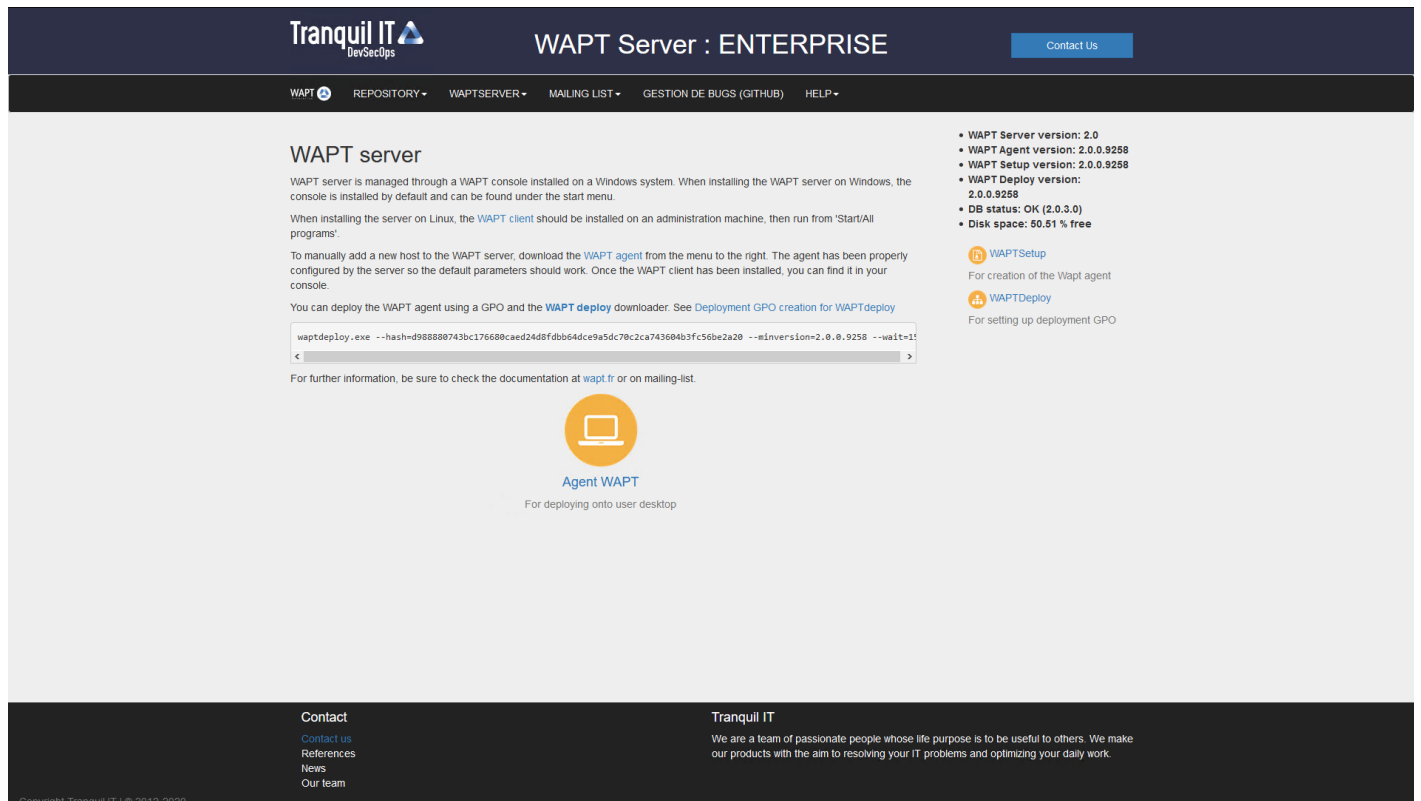 Tranquil IT
DevSecOps
WAPT Server : ENTERPRISE
Contact Us
WAPT
REPOSITORY
WAPTSERVER
MAILING LIST
GESTION DE BUGS (GITHUB)
HELP
WAPT server
WAPT server is managed through a WAPT console installed on a Windows system. When installing the WAPT server on Windows, the
console is installed by default and can be found under the start menu.
When installing the server on Linux, the WAPT client should be installed on an administration machine, then run from 'Start/All
programs'.
To manually add a new host to the WAPT server, download the WAPT agent from the menu to the right. The agent has been properly
configured by the server so the default parameters should work. Once the WAPT client has been installed, you can find it in your
console.
You can deploy the WAPT agent using a GPO and the WAPT deploy downloader. See Deployment GPO creation for WAPTdeploy
waptdeploy.exe --hash=d988880743bc176680caed24d8fdbb64dce9a5dc70c2ca743604b3fc56be2a20 --minversion=2.0.0.9258 --wait=15
For further information, be sure to check the documentation at wapt.fr or on mailing-list.
Agent WAPT
For deploying onto user desktop
• WAPT Server version: 2.0
• WAPT Agent version: 2.0.0.9258
• WAPT Setup version: 2.0.0.9258
• WAPT Deploy version:
2.0.0.9258
• DB status: OK (2.0.3.0)
• Disk space: 50.51 % free
WAPTSetup
For creation of the Wapt agent
WAPTDeploy
For setting up deployment GPO
Contact
Contact us
References
News
Our team
Tranquil IT
We are a team of passionate people whose life purpose is to be useful to others. We make
our products with the aim to resolving your IT problems and optimizing your daily work.
Copyright Tranquil IT | © 2012-2020